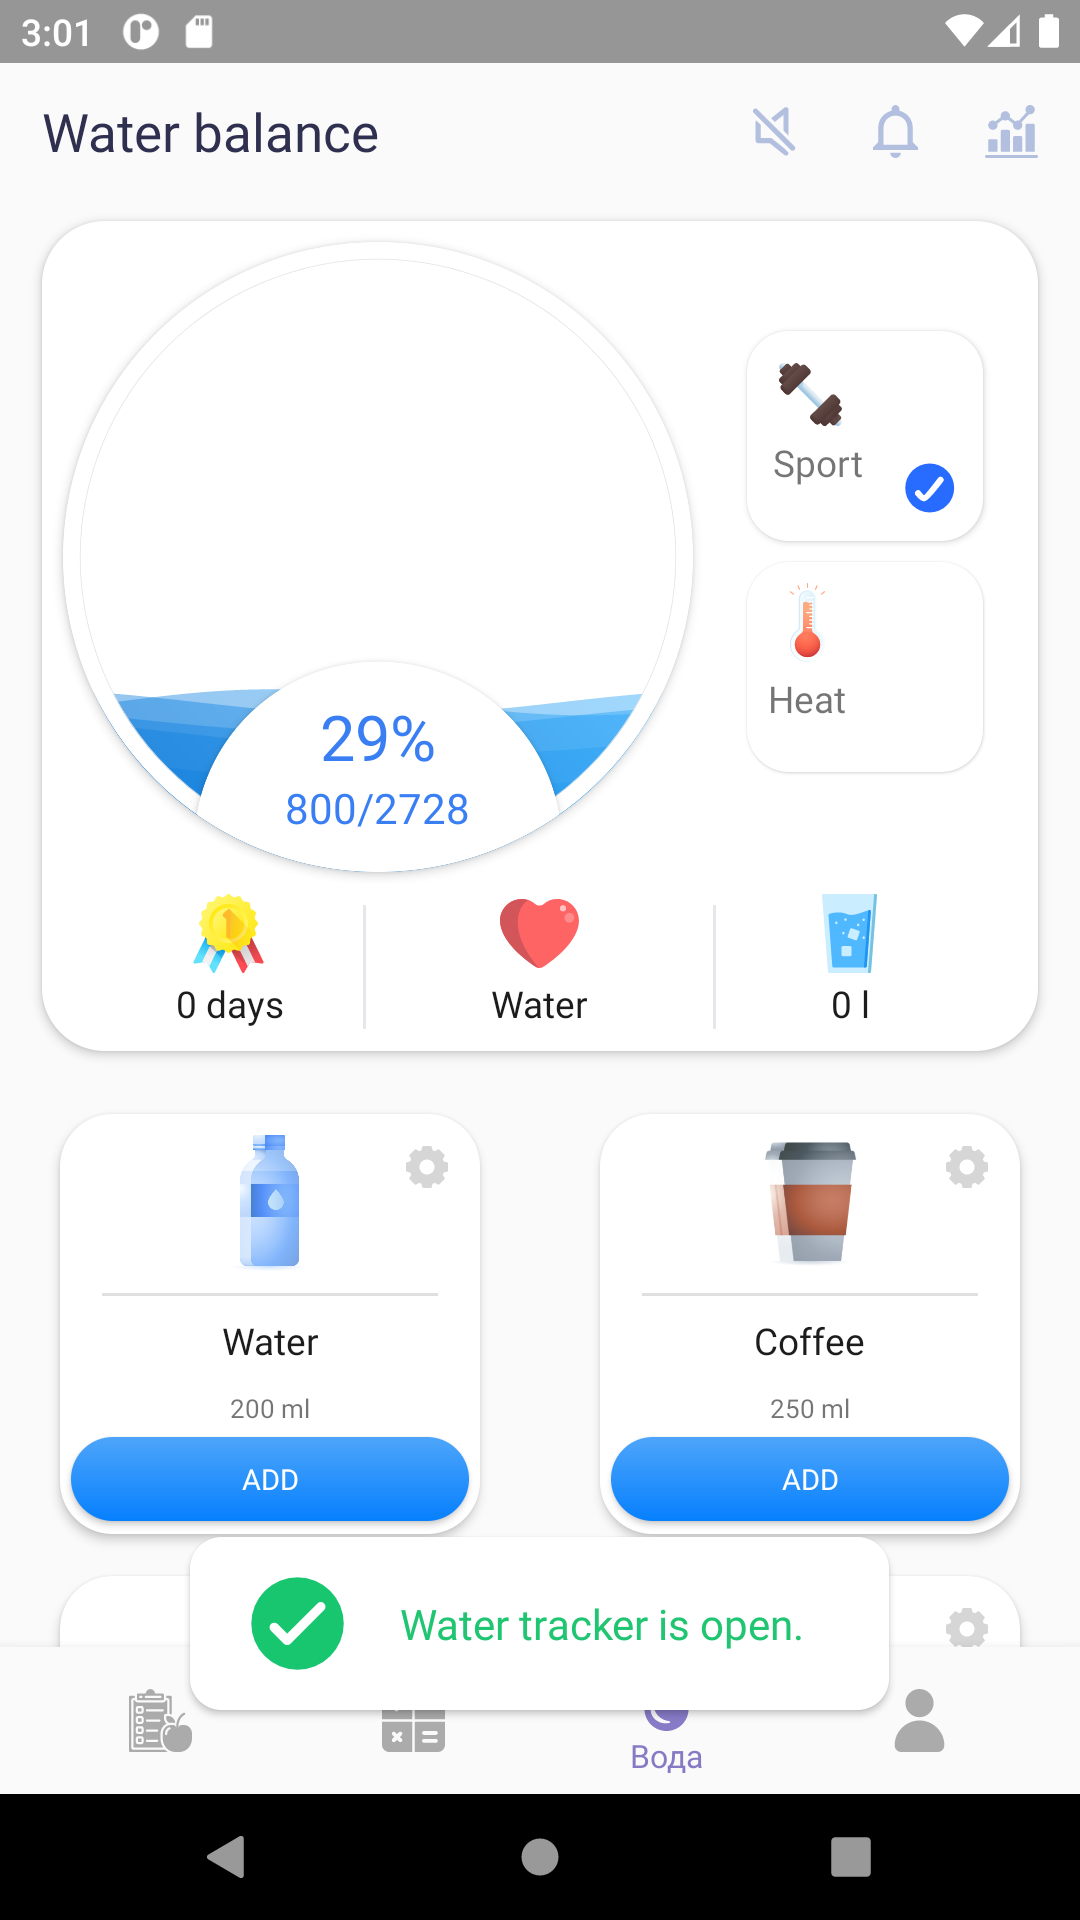 3:01
Water balance
Sport
Heat
29%
800/2728
0 days
Water
0 l
Water
Coffee
200 ml
250 ml
ADD
ADD
Water tracker is open.
Вода